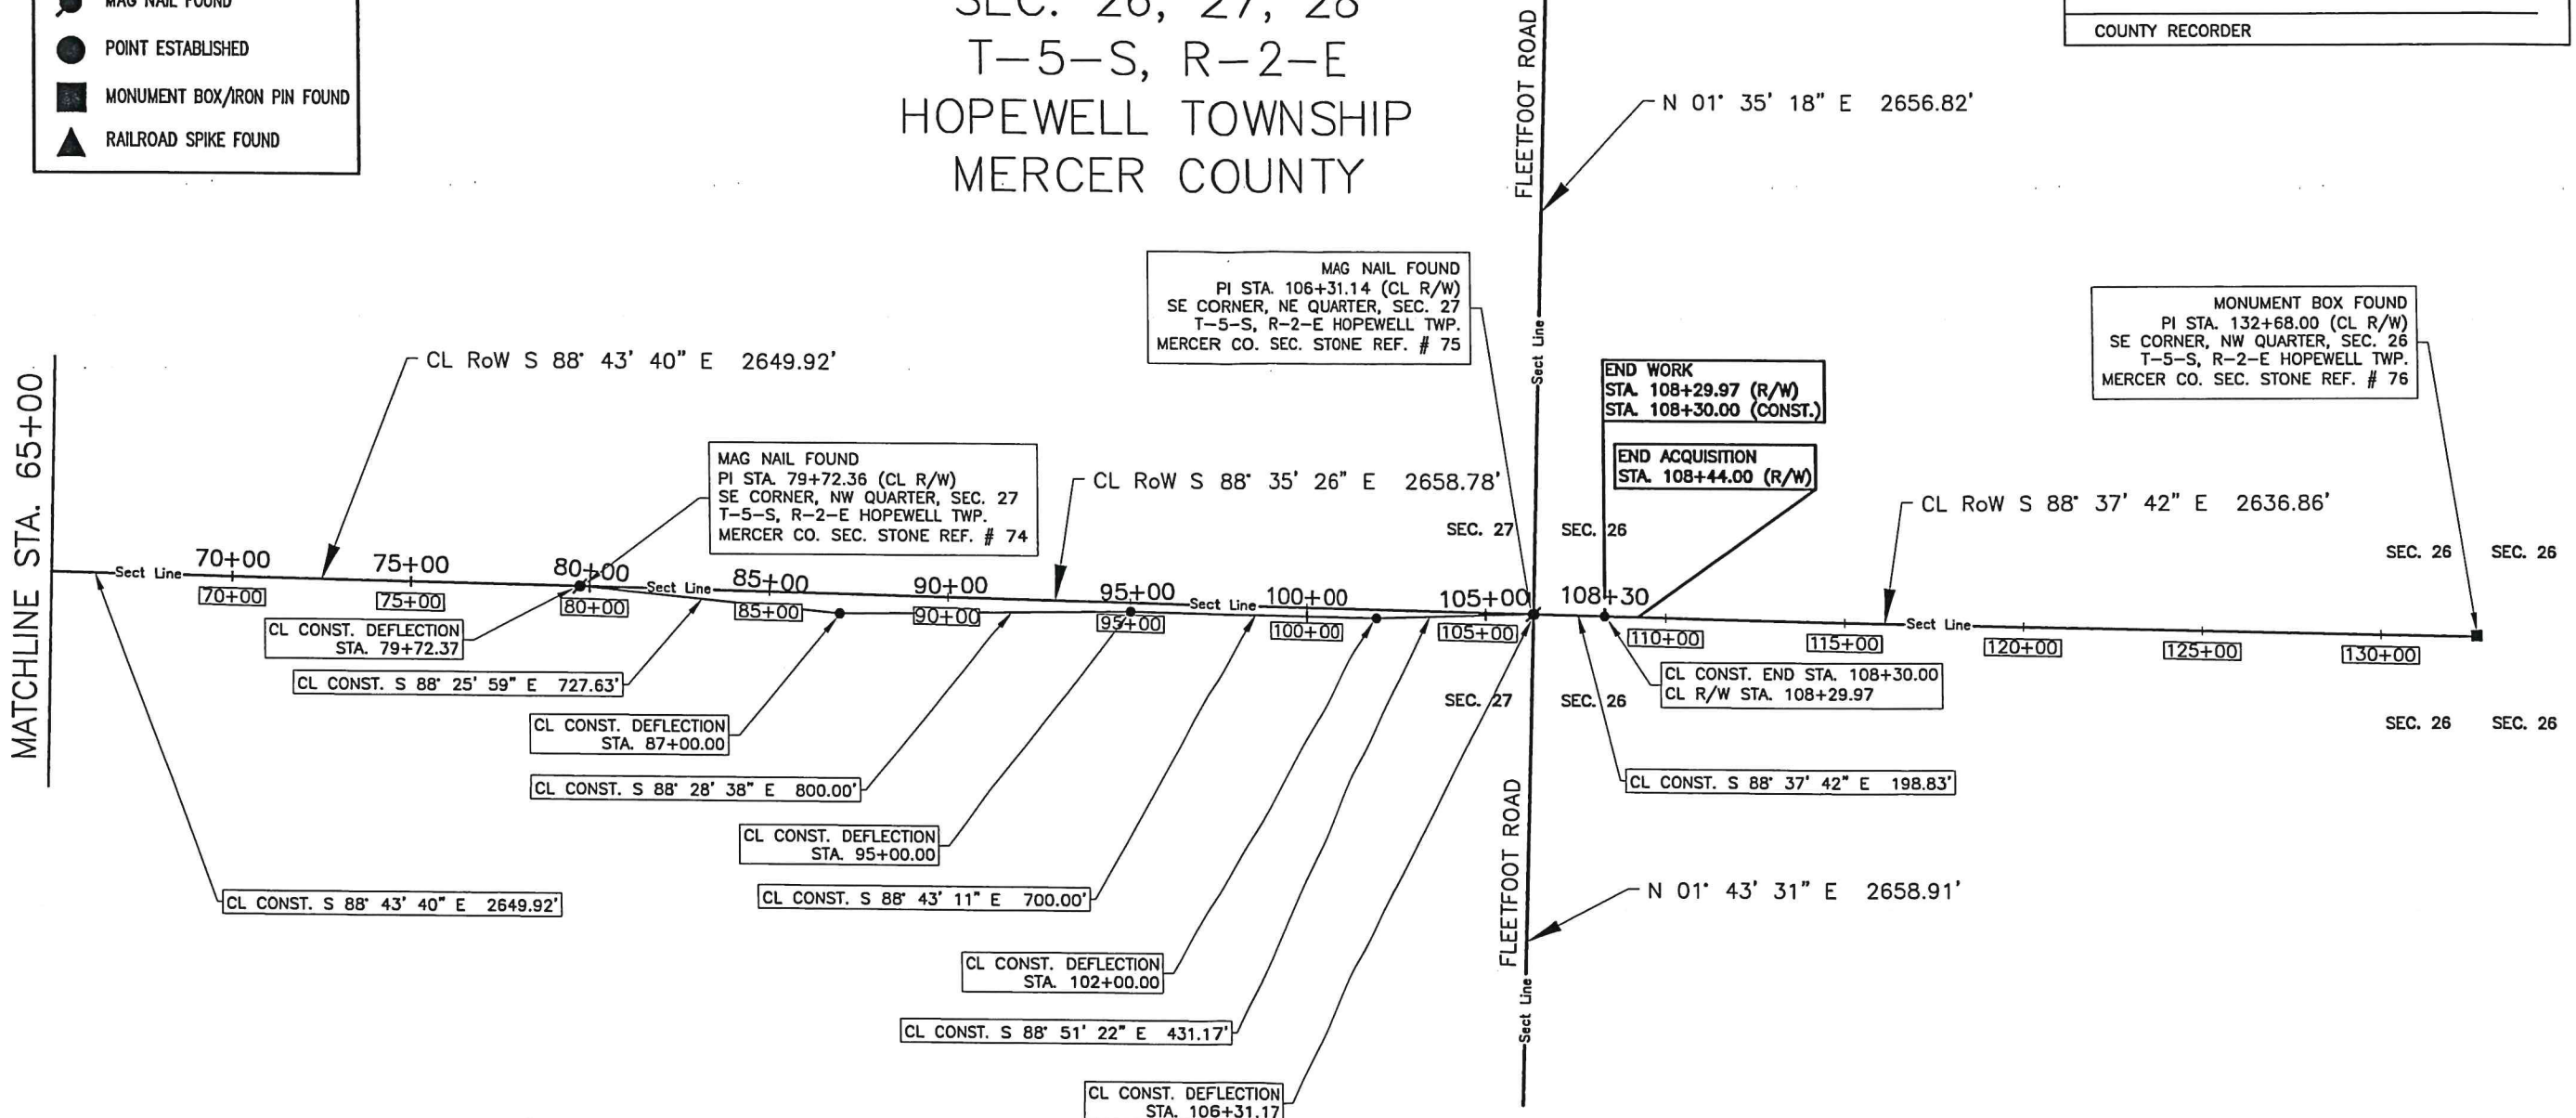 MAG NAIL FOUND
POINT ESTABLISHED
MONUMENT BOX/IRON PIN FOUND
RAILROAD SPIKE FOUND
SEC. 26, 27, 28
T-5-S, R-2-E
HOPEWELL TOWNSHIP
MERCER COUNTY
COUNTY RECORDER
FLEETFOOT ROAD
N 01° 35' 18" E 2656.82'
MAG NAIL FOUND
PI STA. 106+31.14 (CL R/W)
SE CORNER, NE QUARTER, SEC. 27
T-5-S, R-2-E HOPEWELL TWP.
MERCER CO. SEC. STONE REF. # 75
Sect Line
MONUMENT BOX FOUND
PI STA. 132+68.00 (CL R/W)
SE CORNER, NW QUARTER, SEC. 26
T-5-S, R-2-E HOPEWELL TWP.
MERCER CO. SEC. STONE REF. # 76
MATCHLINE STA. 65+00
CL RoW S 88° 43' 40" E 2649.92'
END WORK
STA. 108+29.97 (R/W)
STA. 108+30.00 (CONST.)
END ACQUISITION
STA. 108+44.00 (R/W)
MAG NAIL FOUND
PI STA. 79+72.36 (CL R/W)
SE CORNER, NW QUARTER, SEC. 27
T-5-S, R-2-E HOPEWELL TWP.
MERCER CO. SEC. STONE REF. # 74
CL RoW S 88° 35' 26" E 2658.78'
CL RoW S 88° 37' 42" E 2636.86'
SEC. 27 SEC. 26
SEC. 26 SEC. 26
Sect Line 70+00 75+00 80+00 Sect Line 85+00 90+00 95+00 Sect Line 100+00 105+00 108+30 Sect Line
70+00 75+00 80+00 85+00 90+00 95+00 100+00 105+00 110+00 115+00 120+00 125+00 130+00
CL CONST. DEFLECTION
STA. 79+72.37
CL CONST. S 88° 25' 59" E 727.63'
CL CONST. END STA. 108+30.00
CL R/W STA. 108+29.97
SEC. 27 SEC. 26
SEC. 26 SEC. 26
CL CONST. DEFLECTION
STA. 87+00.00
CL CONST. S 88° 28' 38" E 800.00'
CL CONST. S 88° 37' 42" E 198.83'
CL CONST. DEFLECTION
STA. 95+00.00
CL CONST. S 88° 43' 40" E 2649.92'
CL CONST. S 88° 43' 11" E 700.00'
FLEETFOOT ROAD
N 01° 43' 31" E 2658.91'
CL CONST. DEFLECTION
STA. 102+00.00
Sect Line
CL CONST. S 88° 51' 22" E 431.17'
CL CONST. DEFLECTION
STA. 106+31.17